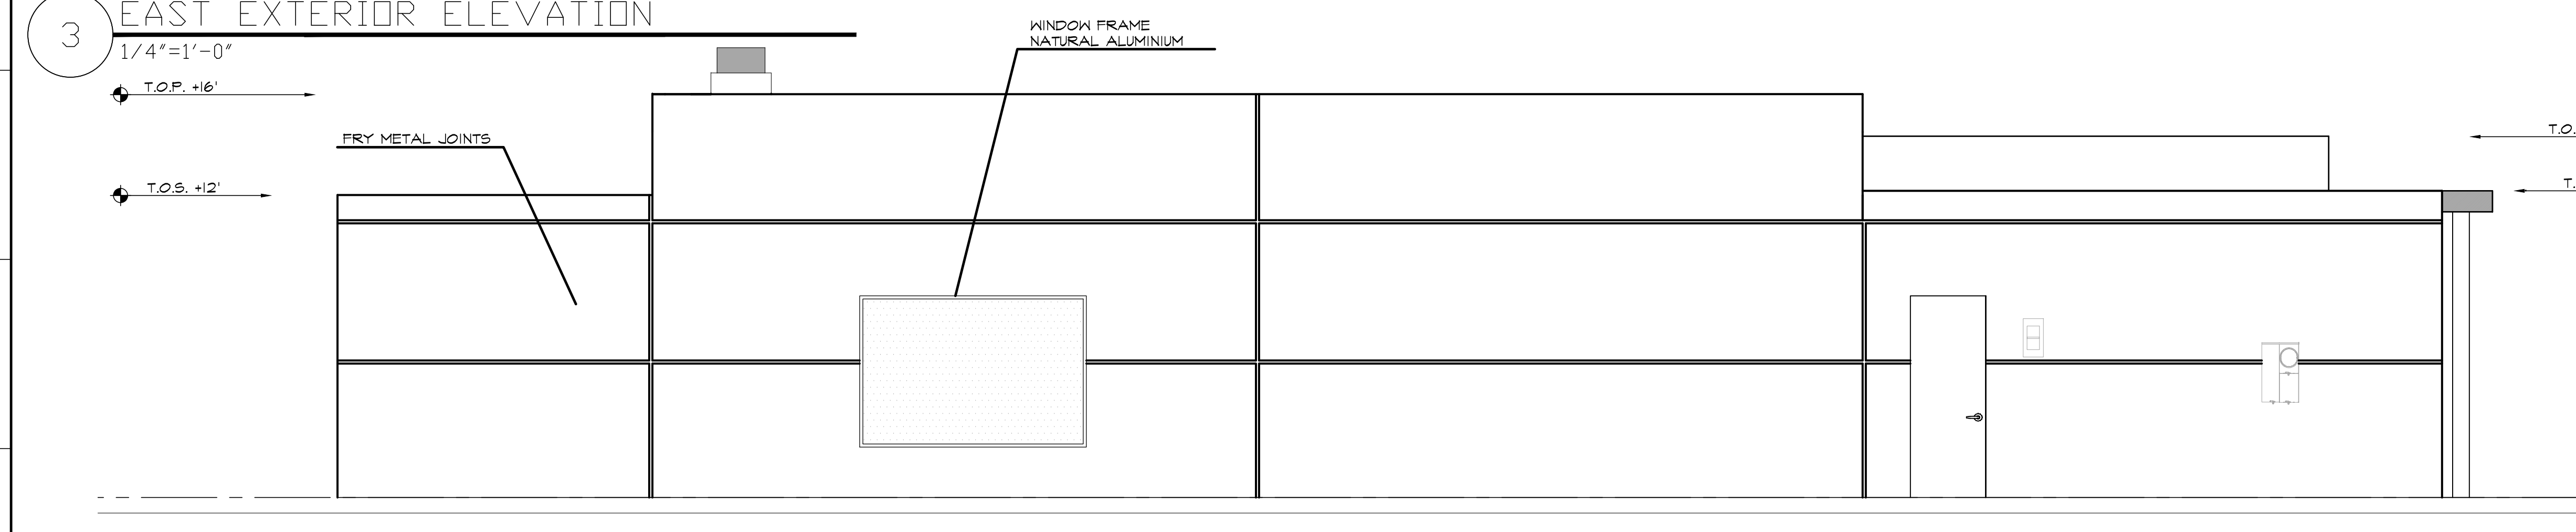 3
EAST EXTERIOR ELEVATION
1/4"=1'-0"
WINDOW FRAME
NATURAL ALUMINIUM
T.O.P. +16'
FRY METAL JOINTS
T.O.
T.O.S. +12'
T.